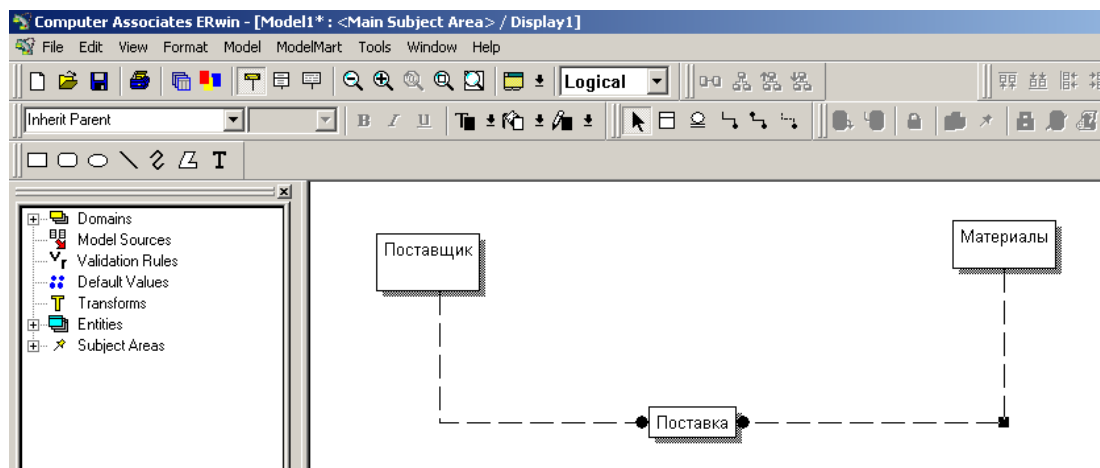 Computer Associates ERwin - [Model1* : <Main Subject Area> / Display1]
File Edit View Format Model ModelMart Tools Window Help
Logical
Inherit Parent
B I U T
T
Domains
Model Sources
Validation Rules
Default Values
Transforms
Entities
Subject Areas
Поставщик
Материалы
Поставка